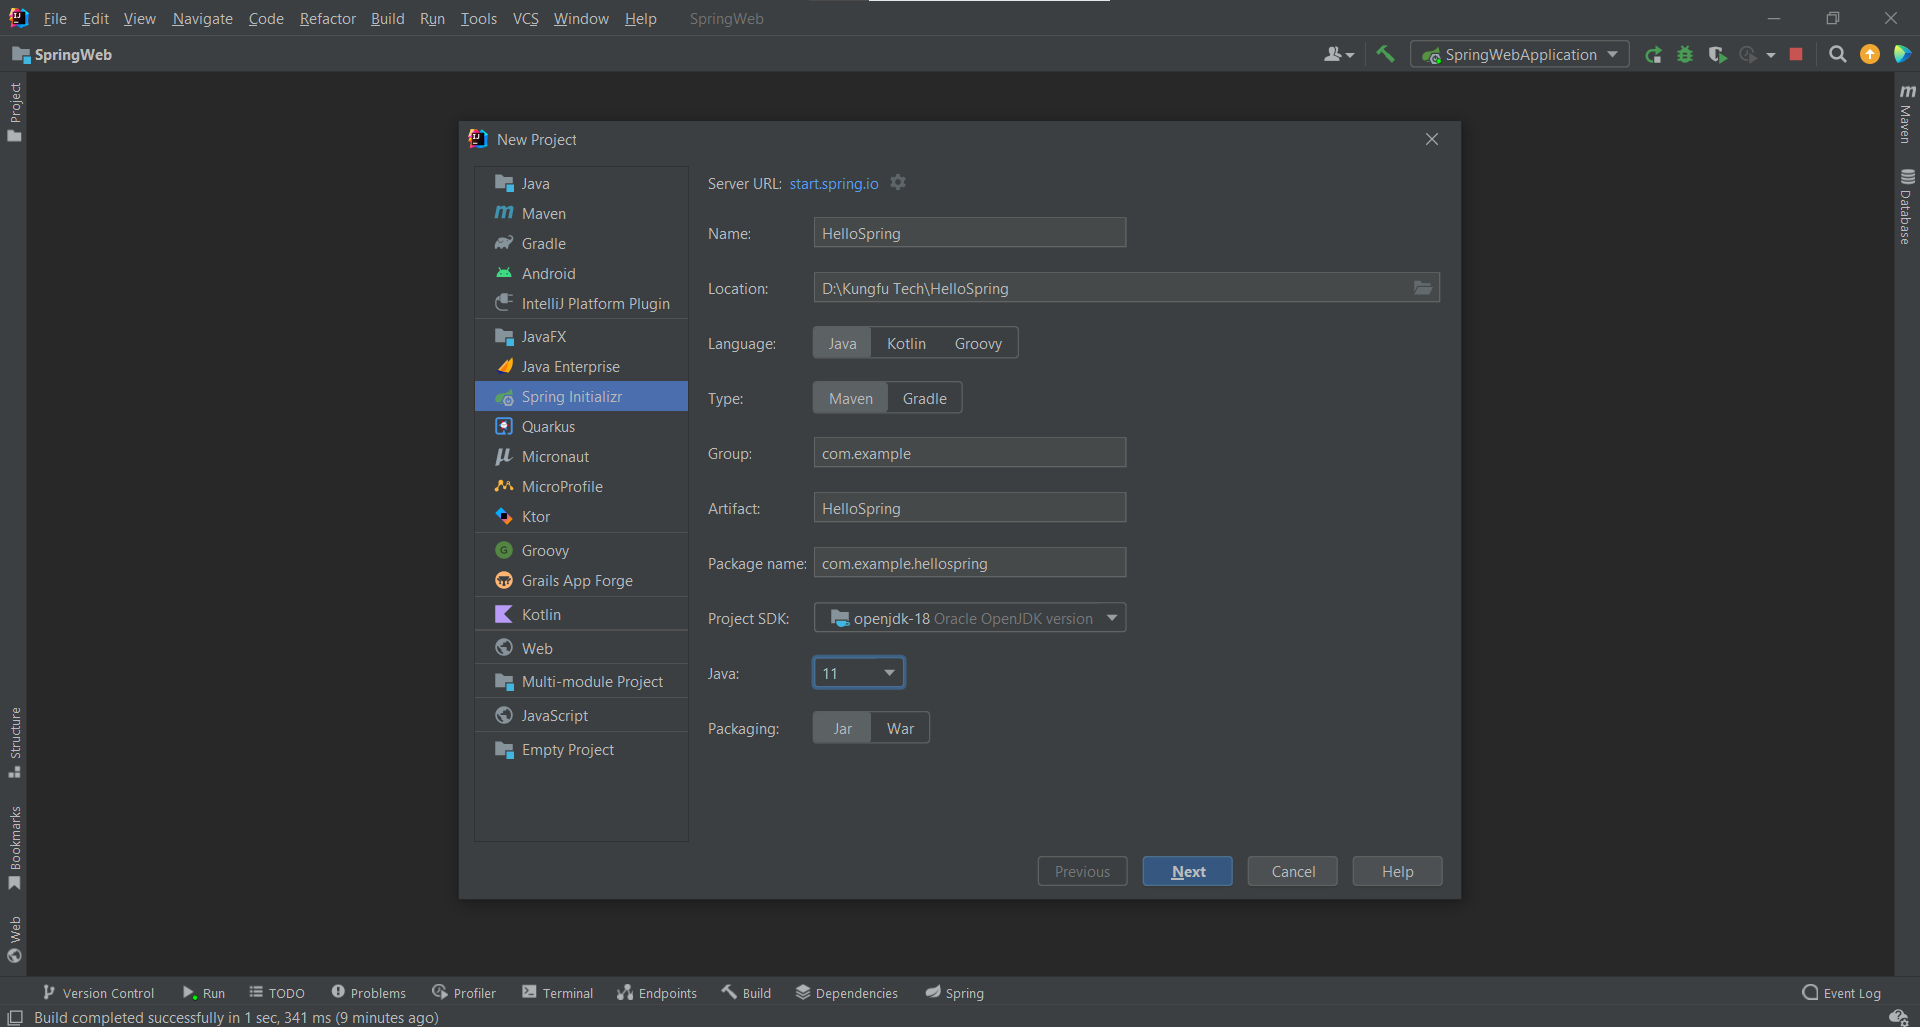 File Edit View Navigate Code Refactor Build Run Tools VCS Window Help SpringWeb
SpringWeb
SpringWebApplication
Project
Structure
Bookmarks
Web
Maven
Database
New Project
Java
Maven
Gradle
Android
IntelliJ Platform Plugin
JavaFX
Java Enterprise
Spring Initializr
Quarkus
Micronaut
MicroProfile
Ktor
Groovy
Grails App Forge
Kotlin
Web
Multi-module Project
JavaScript
Empty Project
Server URL: start.spring.io
Name: HelloSpring
Location: D:\Kungfu Tech\HelloSpring
Language: Java Kotlin Groovy
Type: Maven Gradle
Group: com.example
Artifact: HelloSpring
Package name: com.example.hellospring
Project SDK: openjdk-18 Oracle OpenJDK version
Java: 11
Packaging: Jar War
Previous Next Cancel Help
Version Control Run TODO Problems Profiler Terminal Endpoints Build Dependencies Spring Event Log
Build completed successfully in 1 sec, 341 ms (9 minutes ago)